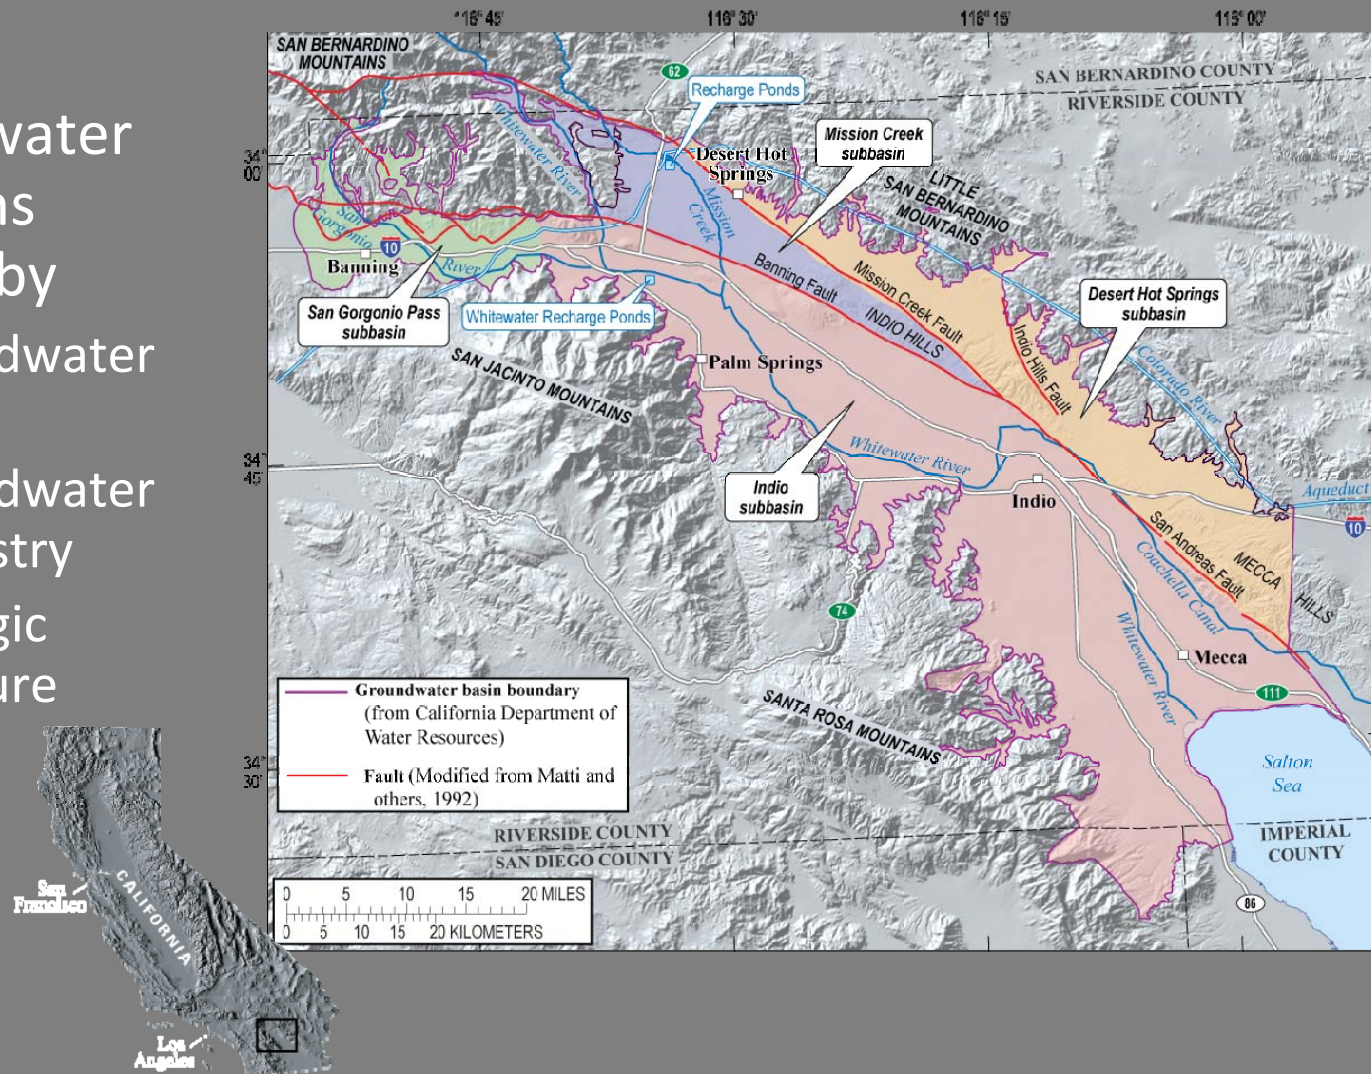 water
ns
by
dwater
dwater
stry
gic
ure
116° 45'
116° 30'
116° 15'
116° 00'
34°
00'
34°
45'
34°
30'
SAN BERNARDINO
MOUNTAINS
62
Recharge Ponds
SAN BERNARDINO COUNTY
RIVERSIDE COUNTY
Mission Creek
subbasin
Whitewater River
Desert Hot
Springs
LITTLE
SAN BERNARDINO
MOUNTAINS
Mission
Creek
San
Gorgonio
River
10
Banning
San Gorgonio Pass
subbasin
Whitewater Recharge Ponds
Banning Fault
Mission Creek Fault
INDIO HILLS
Indio Hills Fault
Desert Hot Springs
subbasin
Colorado River
Aqueduct
10
SAN JACINTO MOUNTAINS
Palm Springs
Whitewater River
Indio
subbasin
Indio
San Andreas Fault
MECCA
HILLS
Coachella Canal
Whitewater River
74
Mecca
111
SANTA ROSA MOUNTAINS
Salton
Sea
Groundwater basin boundary
(from California Department of
Water Resources)
Fault (Modified from Matti and
others, 1992)
RIVERSIDE COUNTY
SAN DIEGO COUNTY
IMPERIAL
COUNTY
86
0 5 10 15 20 MILES
0 5 10 15 20 KILOMETERS
CALIFORNIA
San
Francisco
Los
Angeles